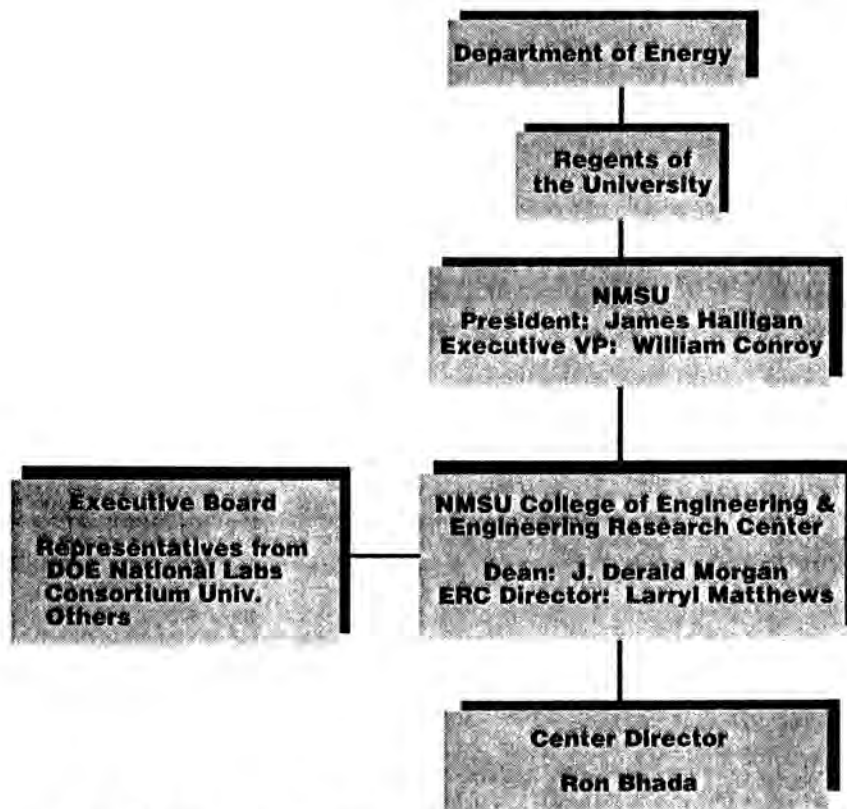 Department of Energy
Regents of
the University
NMSU
President: James Halligan
Executive VP: William Conroy
Executive Board
Representatives from
DOE National Labs
Consortium Univ.
Others
NMSU College of Engineering &
Engineering Research Center
Dean: J. Derald Morgan
ERC Director: Larryl Matthews
Center Director
Ron Bhada